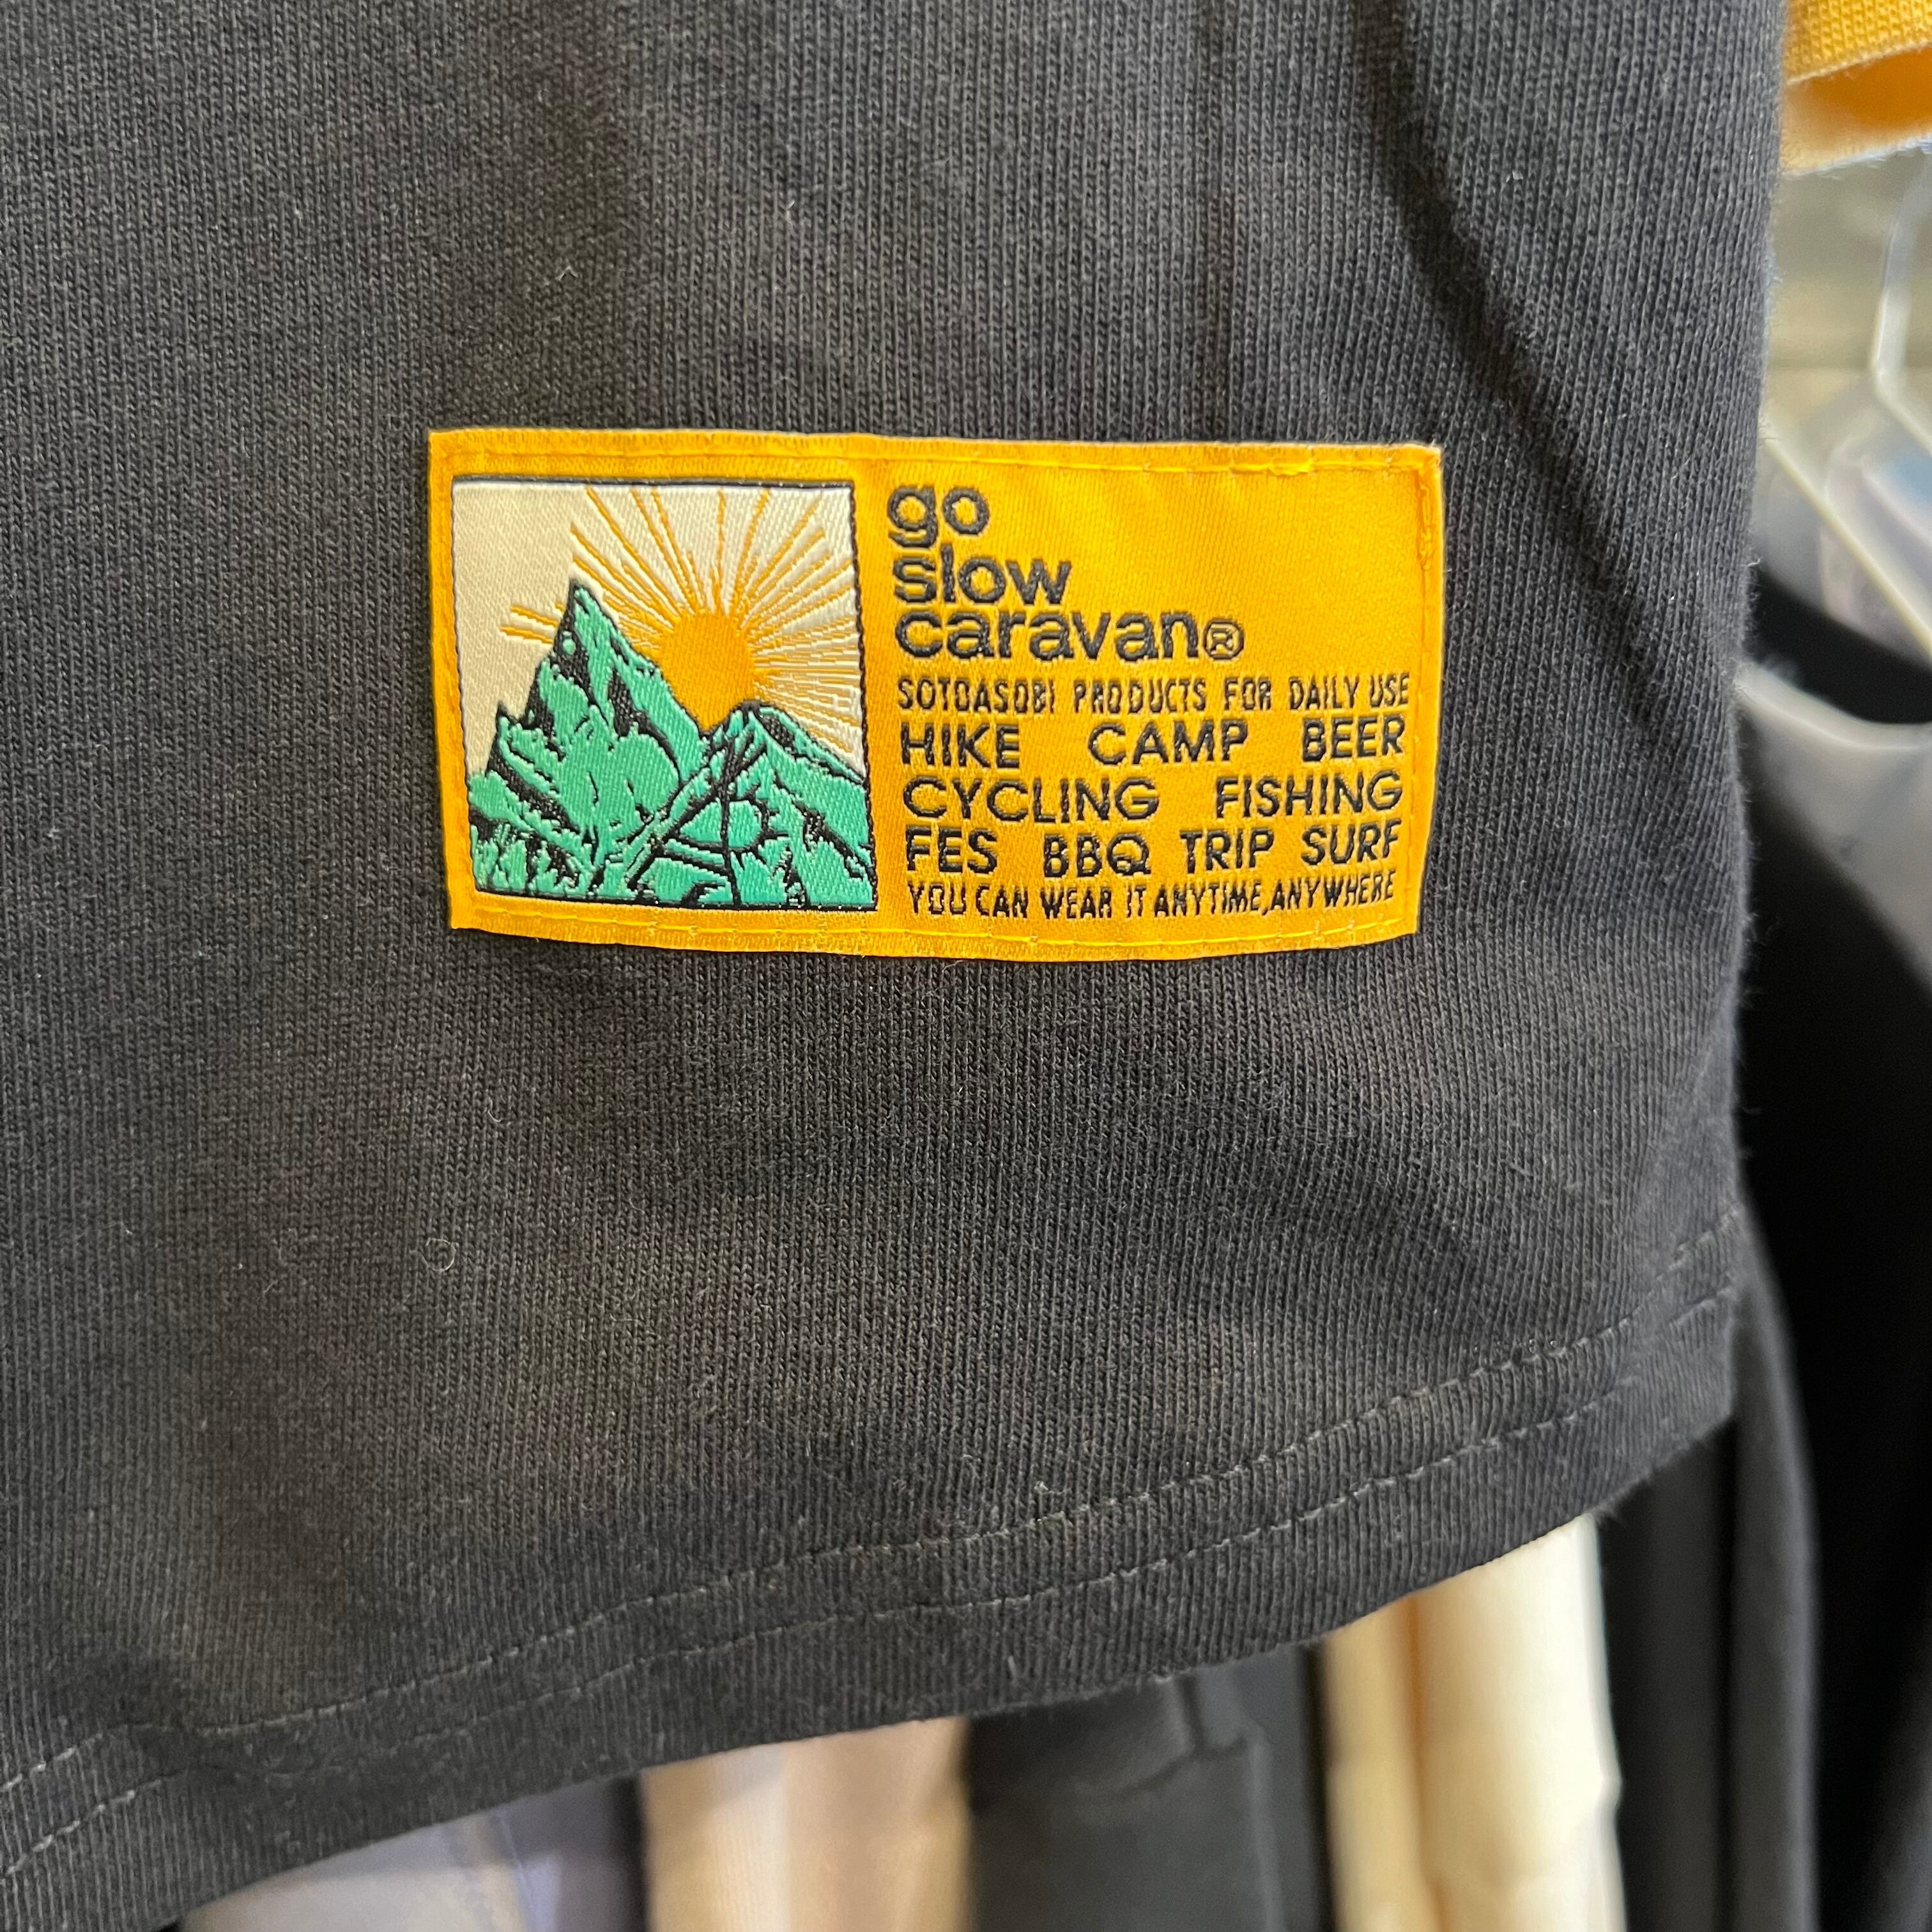 go
slow
caravan®
SOTOASOBI PRODUCTS FOR DAILY USE
HIKE CAMP BEER
CYCLING FISHING
FES BBQ TRIP SURF
YOU CAN WEAR IT ANYTIME,ANYWHERE